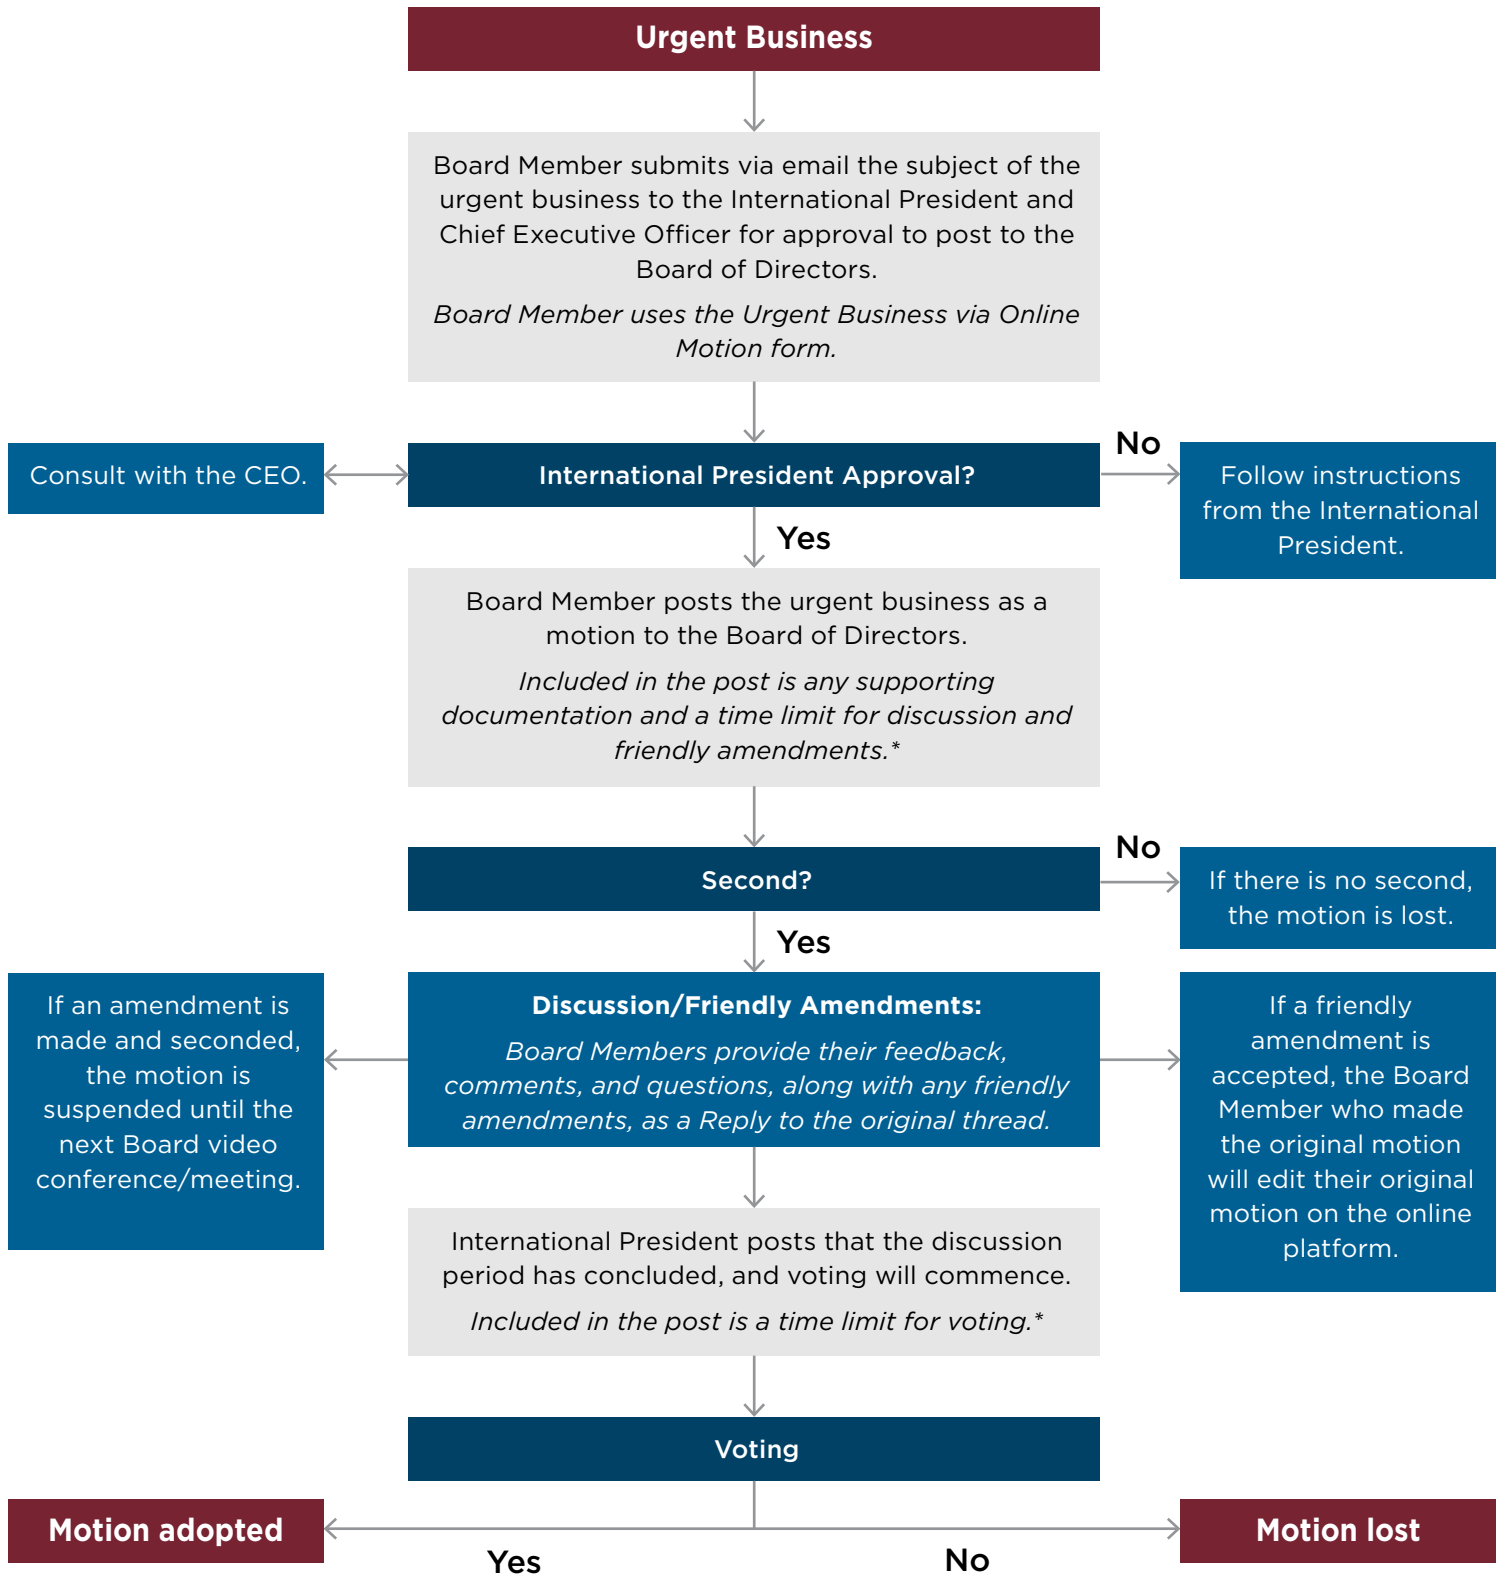 Urgent Business
Board Member submits via email the subject of the
urgent business to the International President and
Chief Executive Officer for approval to post to the
Board of Directors.
Board Member uses the Urgent Business via Online
Motion form.
Consult with the CEO.
International President Approval?
No
Follow instructions
from the International
President.
Yes
Board Member posts the urgent business as a
motion to the Board of Directors.
Included in the post is any supporting
documentation and a time limit for discussion and
friendly amendments.*
Second?
No
If there is no second,
the motion is lost.
Yes
If an amendment is
made and seconded,
the motion is
suspended until the
next Board video
conference/meeting.
Discussion/Friendly Amendments:
Board Members provide their feedback,
comments, and questions, along with any friendly
amendments, as a Reply to the original thread.
If a friendly
amendment is
accepted, the Board
Member who made
the original motion
will edit their original
motion on the online
platform.
International President posts that the discussion
period has concluded, and voting will commence.
Included in the post is a time limit for voting.*
Voting
Motion adopted
Yes
No
Motion lost